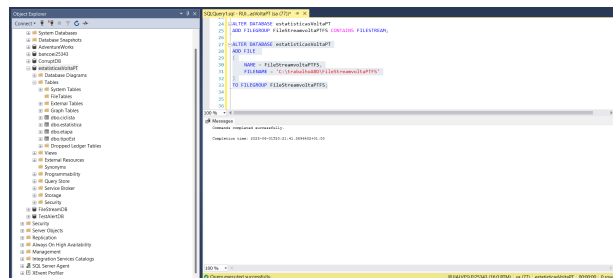 Object Explorer
Connect
System Databases
Database Snapshots
AdventureWorks
bancoei25343
CorruptDB
estatisticasVoltaPT
Database Diagrams
Tables
System Tables
FileTables
External Tables
Graph Tables
dbo.ciclista
dbo.estatistica
dbo.etapa
dbo.tipoEst
Dropped Ledger Tables
Views
External Resources
Synonyms
Programmability
Query Store
Service Broker
Storage
Security
FileStreamDB
TestAlertDB
Security
Server Objects
Replication
Always On High Availability
Management
Integration Services Catalogs
SQL Server Agent
XEvent Profiler
24 ALTER DATABASE estatisticasVoltaPT
25 ADD FILEGROUP FileStreamvoltaPTFS CONTAINS FILESTREAM;
26
27 ALTER DATABASE estatisticasVoltaPT
28 ADD FILE
29 (
30 NAME = FileStreamvoltaPTFS,
31 FILENAME = 'C:\trabalhoABD\FileStreamvoltaPTFS'
32 )
33 TO FILEGROUP FileStreamvoltaPTFS;
34
35
36
100 %
Messages
Commands completed successfully.
100 %
Query executed successfully.